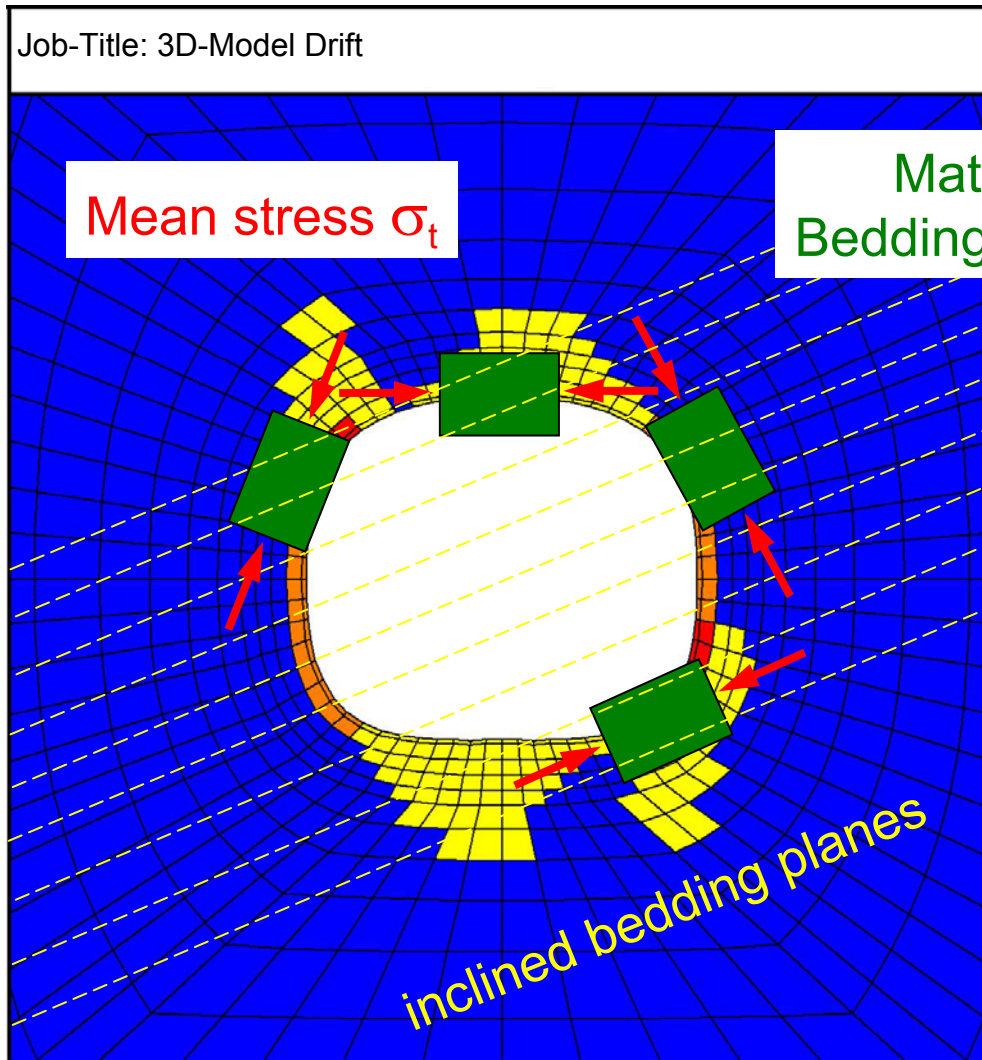 Job-Title: 3D-Model Drift
Mean stress σt
Mat
Bedding
inclined bedding planes